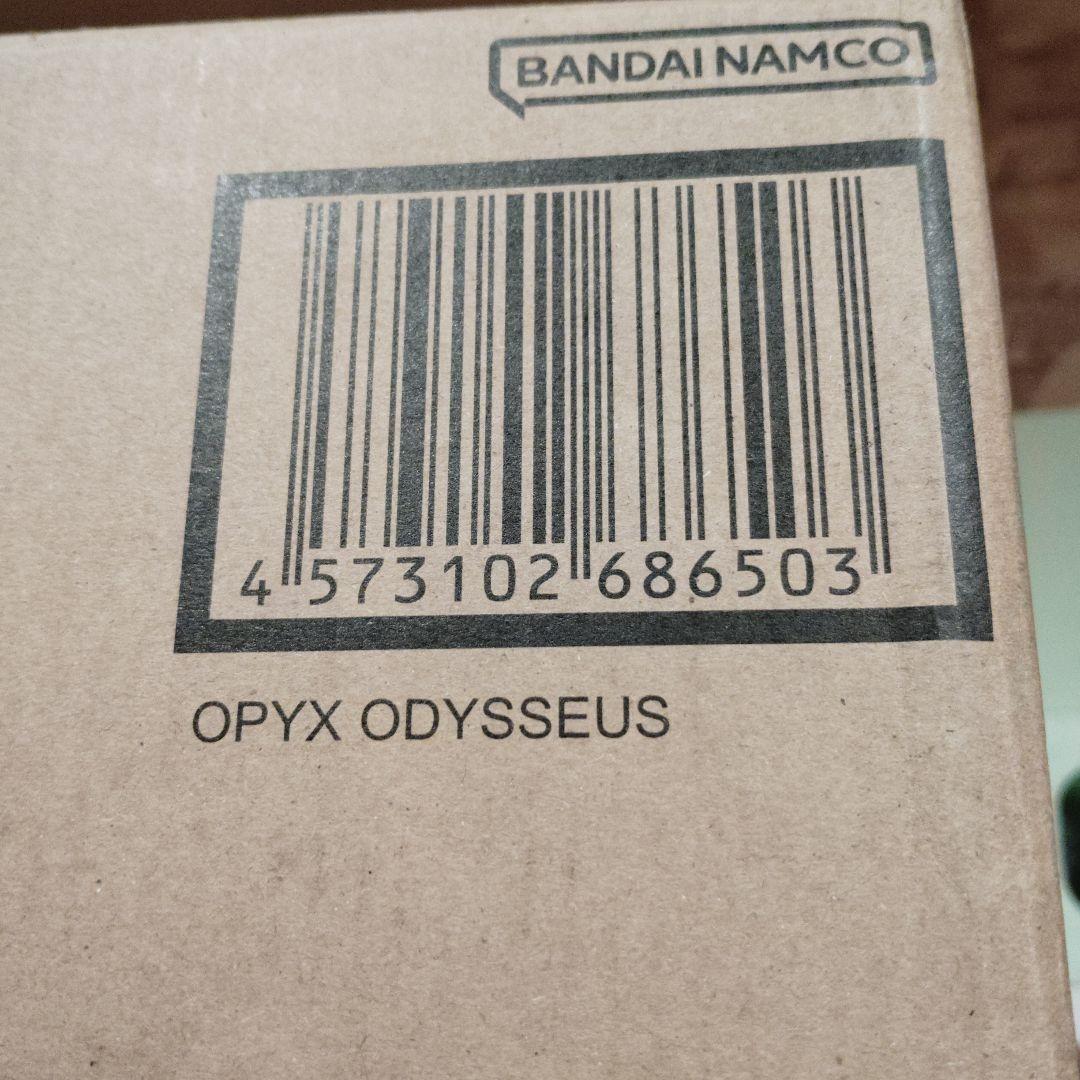 BANDAI NAMCO
4 573102 686503
OPYX ODYSSEUS